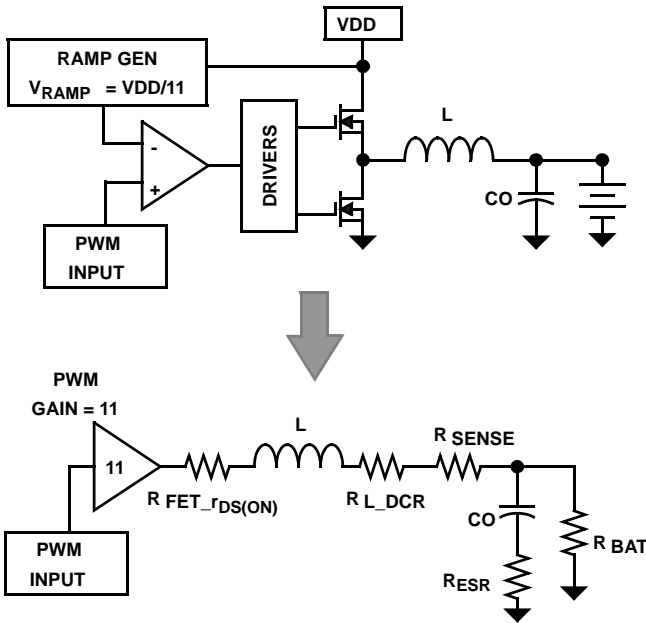 VDD
RAMP GEN
VRAMP = VDD/11
L
-
+
DRIVERS
CO
PWM
INPUT
PWM
GAIN = 11
L
R SENSE
11
R FET_rDS(ON)
R L_DCR
CO
R BAT
PWM
INPUT
RESR